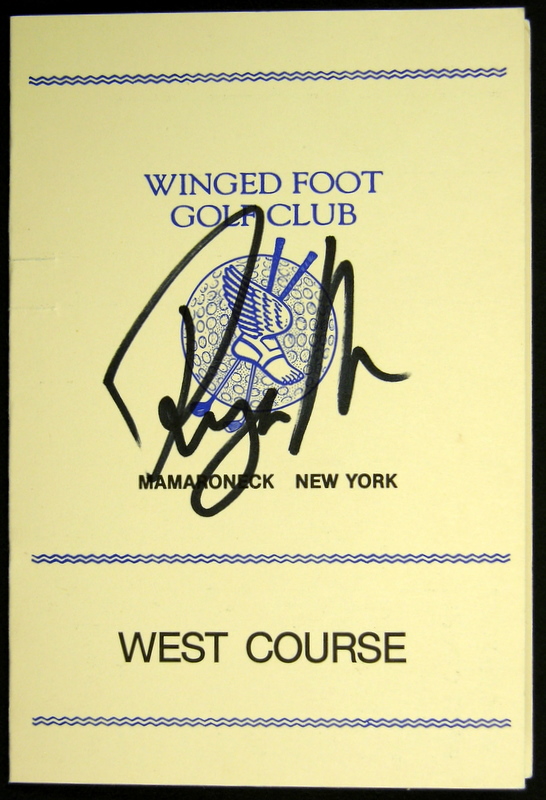 WINGED FOOT
GOLF CLUB
MAMARONECK NEW YORK
WEST COURSE